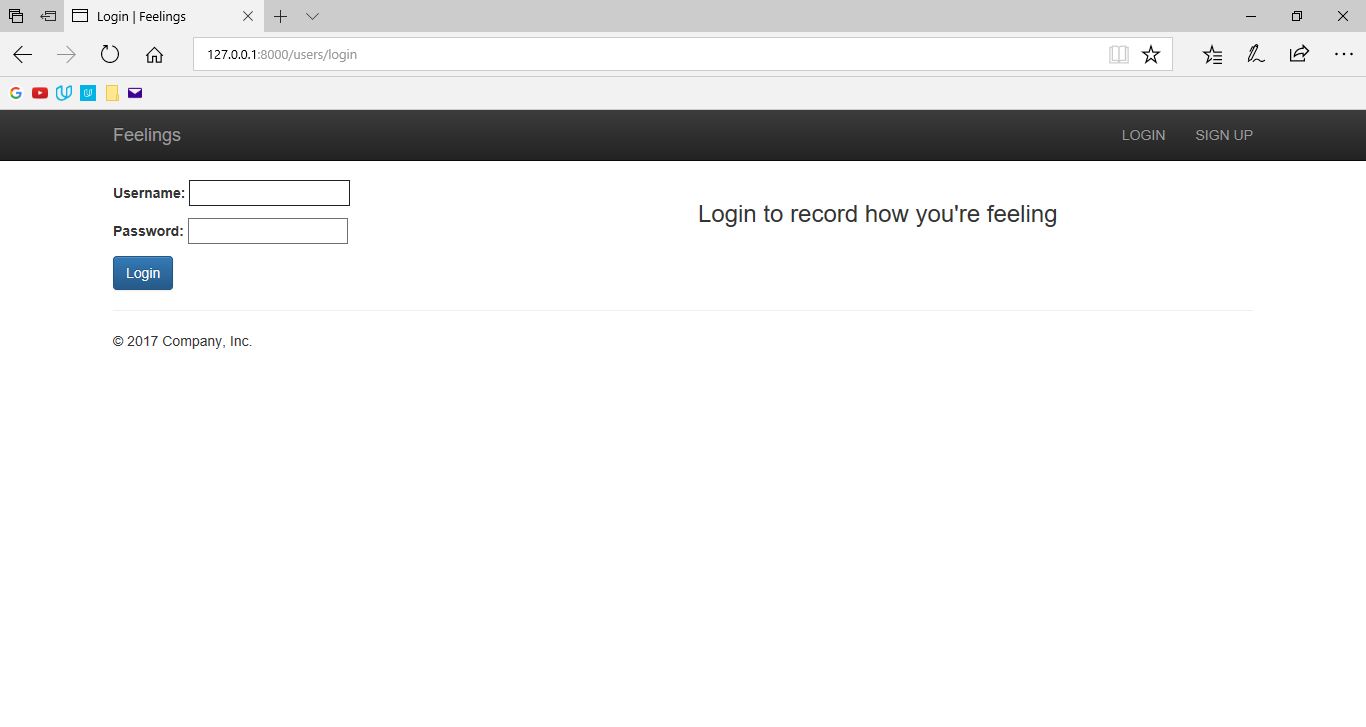 Login | Feelings
127.0.0.1:8000/users/login
Feelings
LOGIN
SIGN UP
Username:
Login to record how you're feeling
Password:
Login
© 2017 Company, Inc.